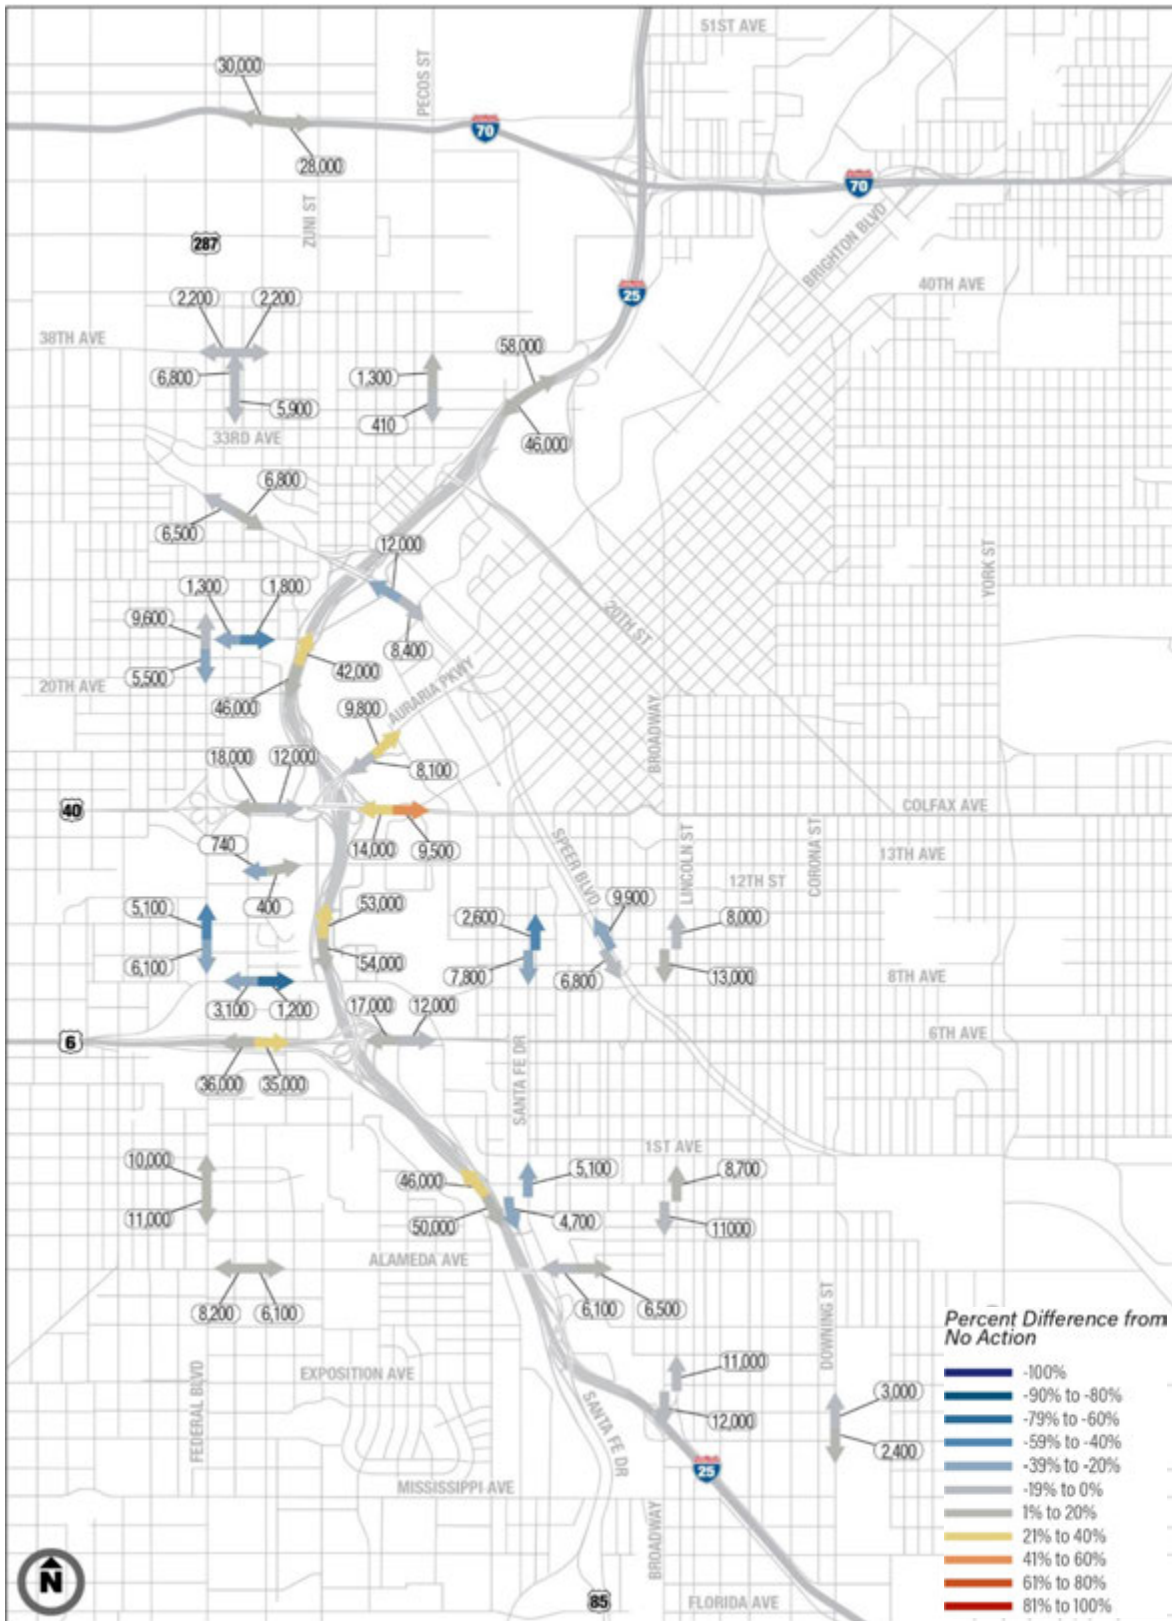 51ST AVE
30,000
PECOS ST
70
28,000
70
ZUNI ST
287
BRIGHTON BLVD
40TH AVE
25
2,200
2,200
38TH AVE
58,000
6,800
1,300
5,900
410
33RD AVE
46,000
6,800
6,500
12,000
YORK ST
1,300
1,800
9,600
20TH ST
8,400
42,000
5,500
20TH AVE
46,000
AURARIA PKWY
9,800
BROADWAY
18,000
12,000
8,100
40
COLFAX AVE
740
14,000
9,500
SPEER BLVD
LINCOLN ST
CORONA ST
13TH AVE
12TH ST
400
5,100
53,000
2,600
9,900
8,000
6,100
54,000
7,800
6,800
13,000
8TH AVE
3,100
1,200
17,000
12,000
6
6TH AVE
36,000
35,000
SANTA FE DR
1ST AVE
10,000
46,000
5,100
8,700
11,000
50,000
4,700
11000
ALAMEDA AVE
8,200
6,100
6,100
6,500
DOWNING ST
Percent Difference from
No Action
-100%
-90% to -80%
-79% to -60%
-59% to -40%
-39% to -20%
-19% to 0%
1% to 20%
21% to 40%
41% to 60%
61% to 80%
81% to 100%
EXPOSITION AVE
FEDERAL BLVD
11,000
12,000
3,000
2,400
SANTA FE DR
25
MISSISSIPPI AVE
BROADWAY
N
85
FLORIDA AVE